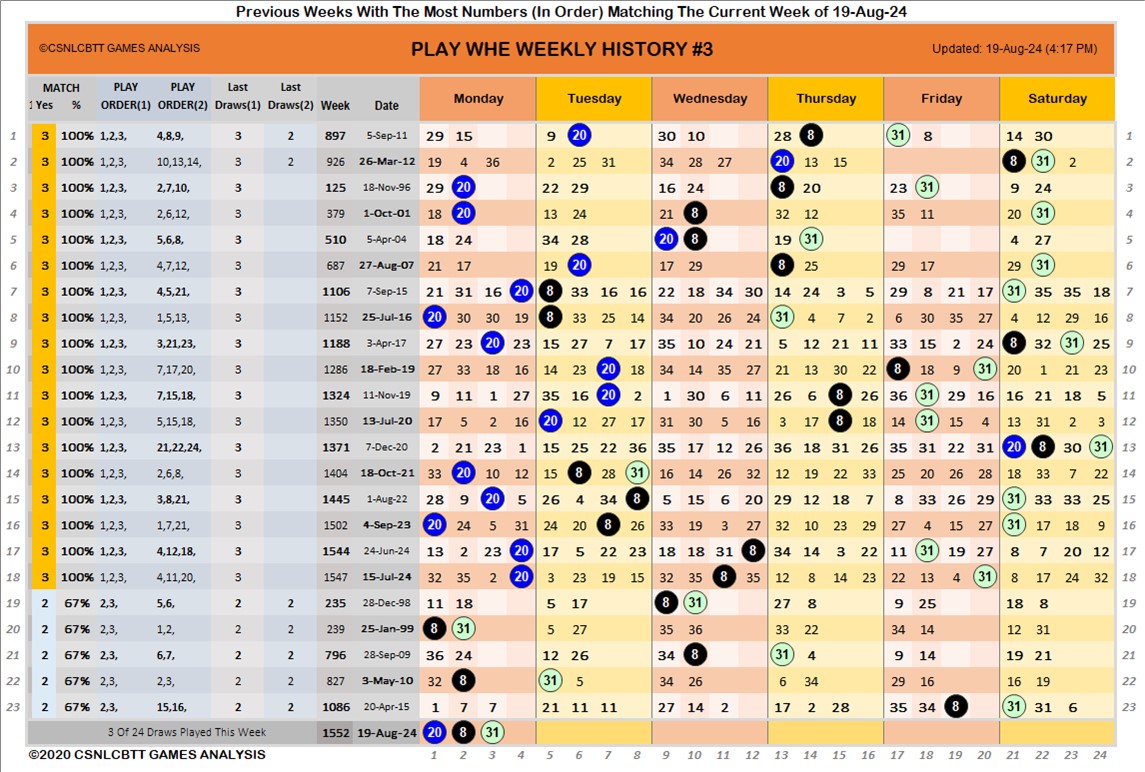 Previous Weeks With The Most Numbers (In Order) Matching The Current Week of 19-Aug-24
©CSNLCBTT GAMES ANALYSIS PLAY WHE WEEKLY HISTORY #3 Updated: 19-Aug-24 (4:17 PM)
MATCH PLAY PLAY Last Last
Yes % ORDER(1) ORDER(2) Draws(1) Draws(2) Week Date Monday Tuesday Wednesday Thursday Friday Saturday
1 3 100% 1,2,3, 4,8,9, 3 2 897 5-Sep-11 29 15 9 20 30 10 28 8 31 8 14 30 1
2 3 100% 1,2,3, 10,13,14, 3 2 926 26-Mar-12 19 4 36 2 25 31 34 28 27 20 13 15 8 31 2 2
3 3 100% 1,2,3, 2,7,10, 3 125 18-Nov-96 29 20 22 29 16 24 8 20 23 31 9 24 3
4 3 100% 1,2,3, 2,6,12, 3 379 1-Oct-01 18 20 13 24 21 8 32 12 35 11 20 31 4
5 3 100% 1,2,3, 5,6,8, 3 510 5-Apr-04 18 24 34 28 20 8 19 31 4 27 5
6 3 100% 1,2,3, 4,7,12, 3 687 27-Aug-07 21 17 19 20 17 29 8 25 29 17 29 31 6
7 3 100% 1,2,3, 4,5,21, 3 1106 7-Sep-15 21 31 16 20 8 33 16 16 22 18 34 30 14 24 3 5 29 8 21 17 31 35 35 18 7
8 3 100% 1,2,3, 1,5,13, 3 1152 25-Jul-16 20 30 30 19 8 33 25 14 34 20 26 24 31 4 7 2 6 30 35 27 4 12 29 16 8
9 3 100% 1,2,3, 3,21,23, 3 1188 3-Apr-17 27 23 20 23 15 27 7 17 35 10 24 21 5 12 21 11 33 15 2 24 8 32 31 25 9
10 3 100% 1,2,3, 7,17,20, 3 1286 18-Feb-19 27 33 18 16 14 23 20 18 34 14 35 27 21 13 30 22 8 18 9 31 20 1 21 23 10
11 3 100% 1,2,3, 7,15,18, 3 1324 11-Nov-19 9 11 1 27 35 16 20 2 1 30 6 11 26 6 8 26 36 31 29 16 16 21 18 5 11
12 3 100% 1,2,3, 5,15,18, 3 1350 13-Jul-20 17 5 2 16 20 12 27 17 31 30 5 16 3 17 8 18 14 31 15 4 13 31 2 3 12
13 3 100% 1,2,3, 21,22,24, 3 1371 7-Dec-20 2 21 23 1 15 25 22 36 35 17 12 26 36 18 31 26 35 31 22 31 20 8 30 31 13
14 3 100% 1,2,3, 2,6,8, 3 1404 18-Oct-21 33 20 10 12 15 8 28 31 16 14 26 32 12 19 22 33 25 20 26 28 18 33 7 22 14
15 3 100% 1,2,3, 3,8,21, 3 1445 1-Aug-22 28 9 20 5 26 4 34 8 5 15 6 20 29 12 18 7 8 33 26 29 31 33 33 25 15
16 3 100% 1,2,3, 1,7,21, 3 1502 4-Sep-23 20 24 5 31 24 20 8 26 33 19 3 27 32 10 23 29 27 4 15 27 31 17 18 9 16
17 3 100% 1,2,3, 4,12,18, 3 1544 24-Jun-24 13 2 23 20 17 5 22 23 18 18 31 8 34 14 3 22 11 31 19 27 8 7 20 12 17
18 3 100% 1,2,3, 4,11,20, 3 1547 15-Jul-24 32 35 2 20 3 23 19 15 32 35 8 35 12 8 14 23 22 13 4 31 8 17 24 32 18
19 2 67% 2,3, 5,6, 2 2 235 28-Dec-98 11 18 5 17 8 31 27 8 9 25 18 8 19
20 2 67% 2,3, 1,2, 2 2 239 25-Jan-99 8 31 5 27 35 36 33 22 34 14 12 31 20
21 2 67% 2,3, 6,7, 2 2 796 28-Sep-09 36 24 12 26 34 8 31 4 9 14 19 21 21
22 2 67% 2,3, 2,3, 2 2 827 3-May-10 32 8 31 5 34 26 6 34 29 16 16 19 22
23 2 67% 2,3, 15,16, 2 1086 20-Apr-15 1 7 7 21 11 11 27 14 2 17 2 28 35 34 8 31 31 6 23
3 Of 24 Draws Played This Week 1552 19-Aug-24 20 8 31
©2020 CSNLCBTT GAMES ANALYSIS 1 2 3 4 5 6 7 8 9 10 11 12 13 14 15 16 17 18 19 20 21 22 23 24